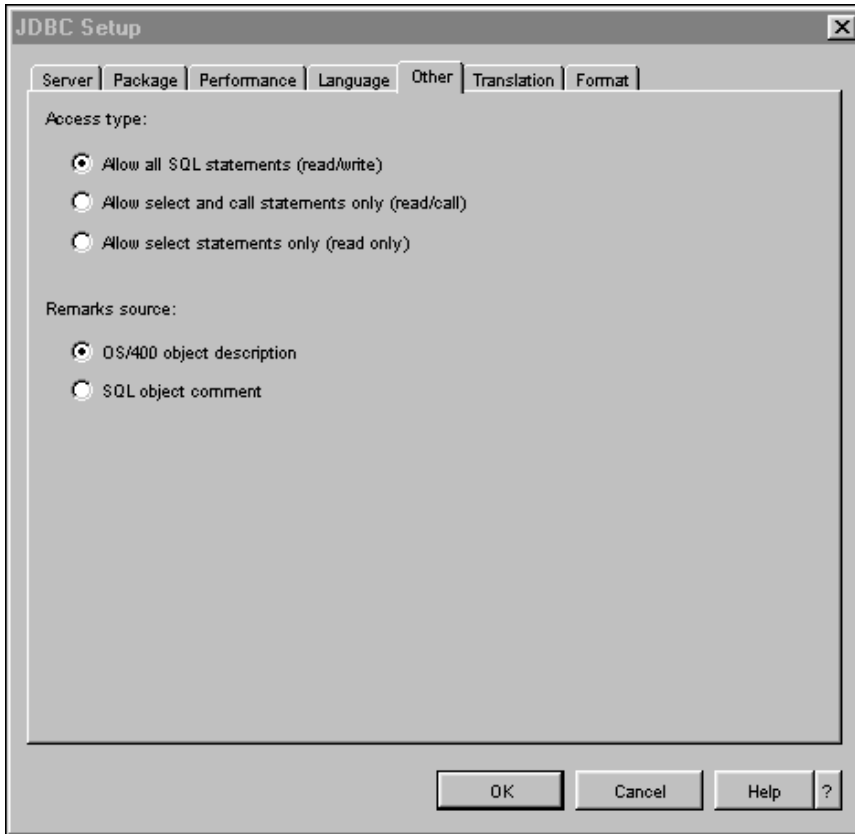 JDBC Setup
Server Package Performance Language Other Translation Format
Access type:
Allow all SQL statements (read/write)
Allow select and call statements only (read/call)
Allow select statements only (read only)
Remarks source:
OS/400 object description
SQL object comment
OK Cancel Help ?